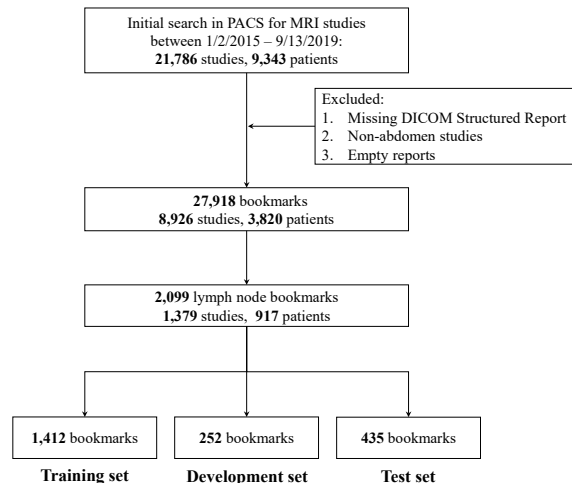 Initial search in PACS for MRI studies
between 1/2/2015 – 9/13/2019:
21,786 studies, 9,343 patients
Excluded:
1. Missing DICOM Structured Report
2. Non-abdomen studies
3. Empty reports
27,918 bookmarks
8,926 studies, 3,820 patients
2,099 lymph node bookmarks
1,379 studies, 917 patients
1,412 bookmarks
252 bookmarks
435 bookmarks
Training set
Development set
Test set